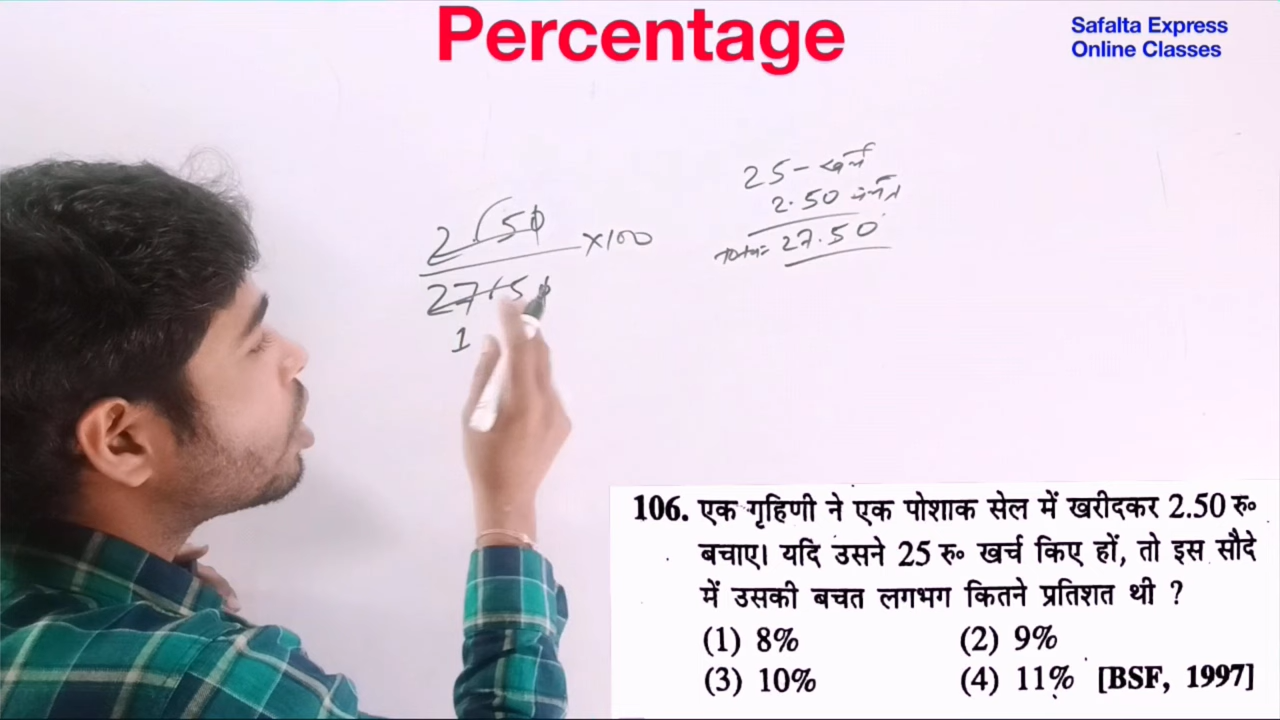 Percentage
Safalta Express
Online Classes
25 - खर्च
2.50 बचत
Total = 27.50
2.50
27.50
×100
1
106. एक गृहिणी ने एक पोशाक सेल में खरीदकर 2.50 रु०
बचाए। यदि उसने 25 रु० खर्च किए हों, तो इस सौदे
में उसकी बचत लगभग कितने प्रतिशत थी ?
(1) 8% (2) 9%
(3) 10% (4) 11% [BSF, 1997]